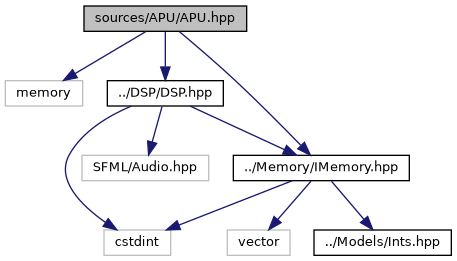 sources/APU/APU.hpp
memory
../DSP/DSP.hpp
SFML/Audio.hpp
../Memory/IMemory.hpp
cstdint
vector
../Models/Ints.hpp